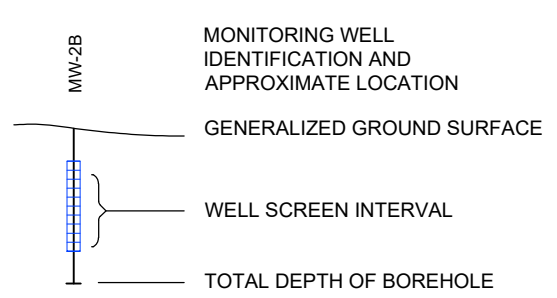 MW-2B
MONITORING WELL
IDENTIFICATION AND
APPROXIMATE LOCATION
GENERALIZED GROUND SURFACE
WELL SCREEN INTERVAL
TOTAL DEPTH OF BOREHOLE